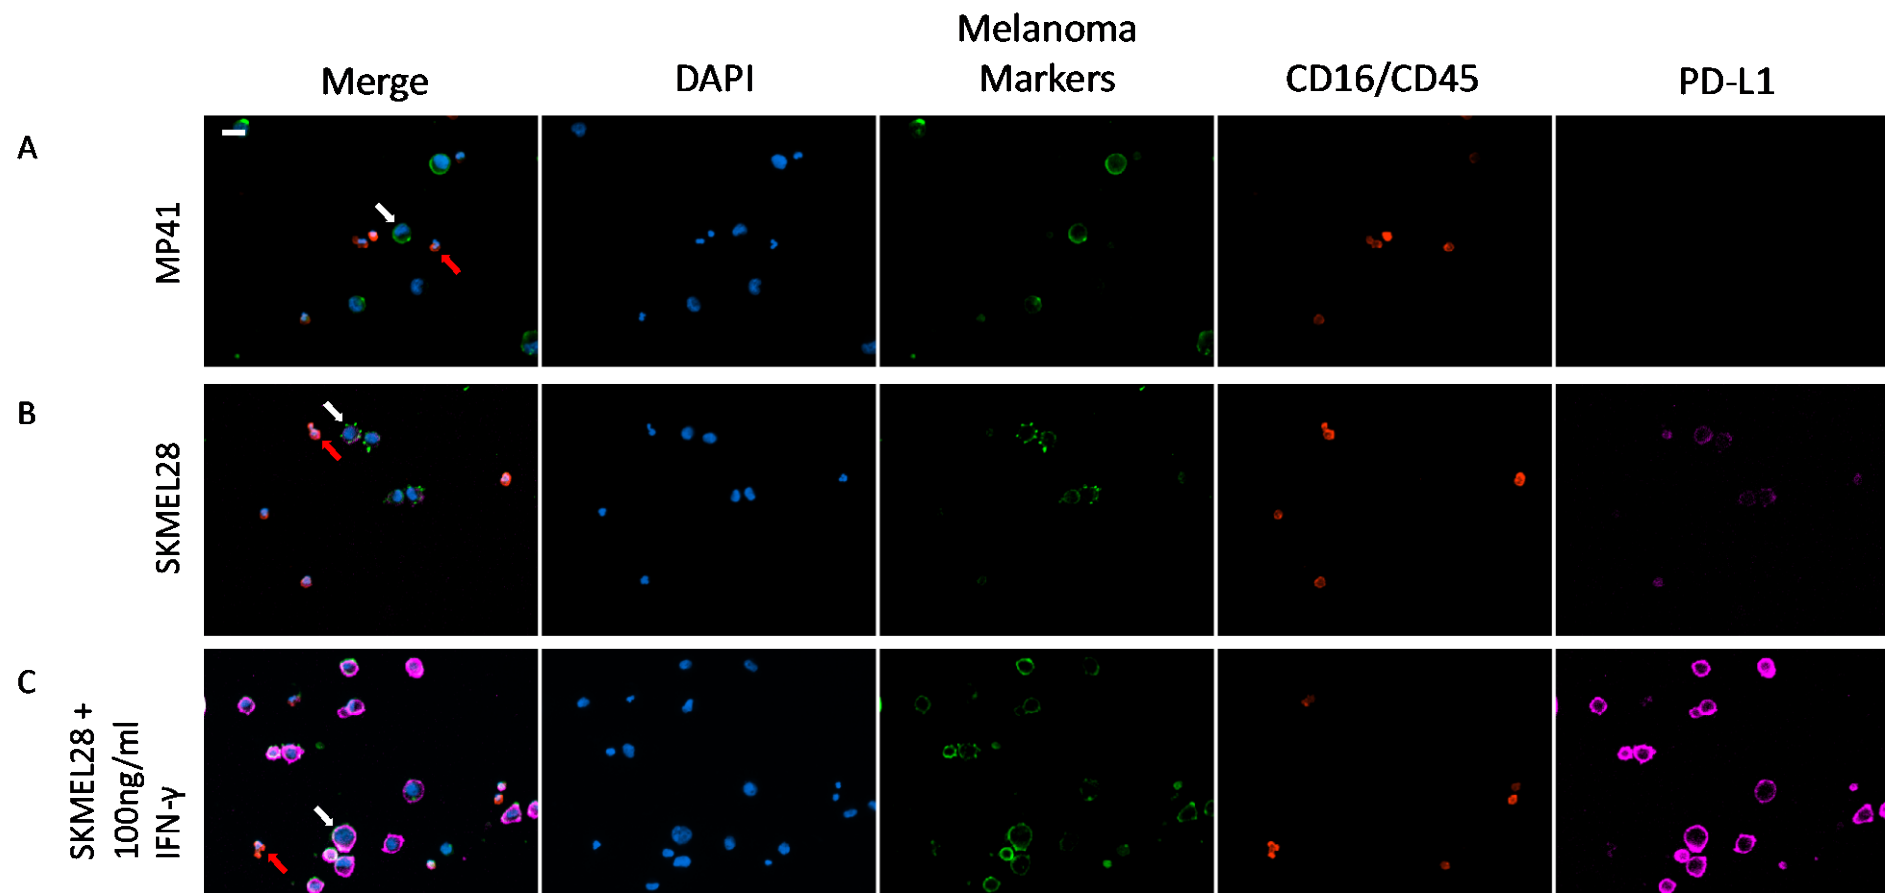 Melanoma
Merge DAPI Markers CD16/CD45 PD-L1
A
MP41
B
SKMEL28
C
SKMEL28 +
100ng/ml
IFN-γ